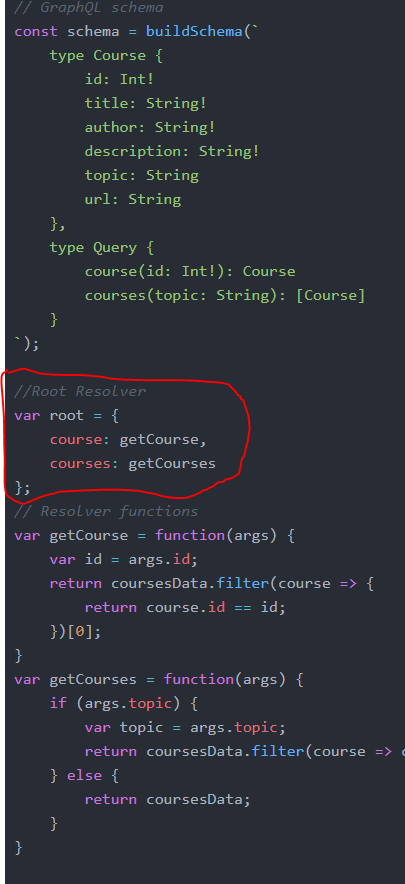 // GraphQL schema
const schema = buildSchema(`
    type Course {
        id: Int!
        title: String!
        author: String!
        description: String!
        topic: String
        url: String
    },
    type Query {
        course(id: Int!): Course
        courses(topic: String): [Course]
    }
`);
//Root Resolver
var root = {
    course: getCourse,
    courses: getCourses
};
// Resolver functions
var getCourse = function(args) {
    var id = args.id;
    return coursesData.filter(course => {
        return course.id == id;
    })[0];
}
var getCourses = function(args) {
    if (args.topic) {
        var topic = args.topic;
        return coursesData.filter(course =>
    } else {
        return coursesData;
    }
}